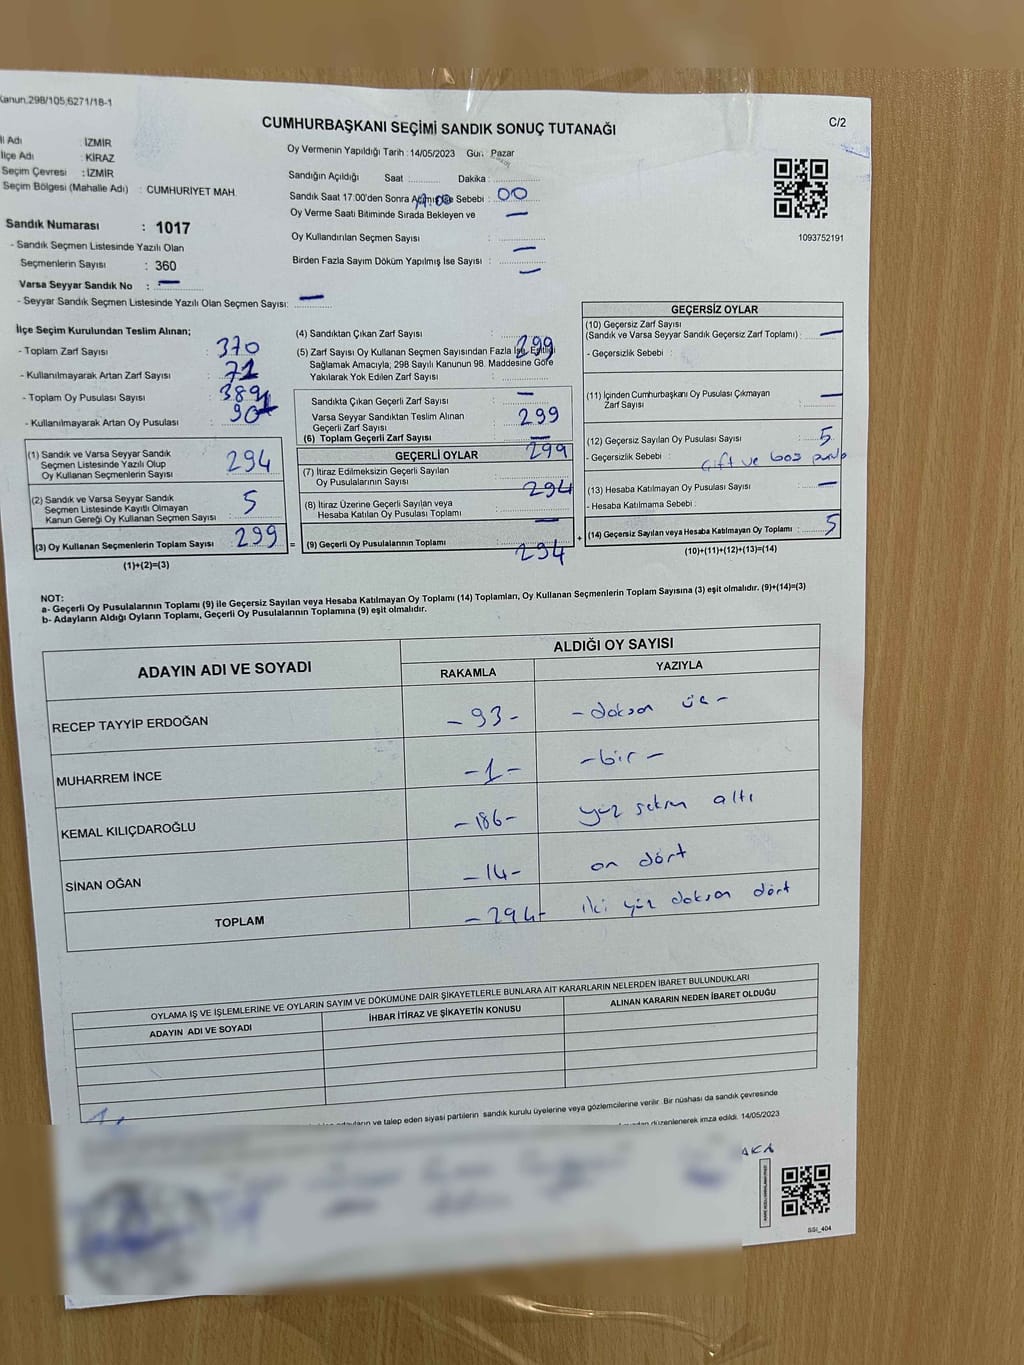 Kanun.298/105,6271/18-1
CUMHURBAŞKANI SEÇİMİ SANDIK SONUÇ TUTANAĞI
C/2
İl Adı : İZMİR
İlçe Adı : KİRAZ
Seçim Çevresi : İZMİR
Seçim Bölgesi (Mahalle Adı) : CUMHURİYET MAH.
Oy Vermenin Yapıldığı Tarih : 14/05/2023 Gün : Pazar
Sandığın Açıldığı Saat : Dakika :
Sandık Saat 17:00'den Sonra Sebebi : 00
Oy Verme Saati Bitiminde Sırada Bekleyen ve —
Oy Kullandırılan Seçmen Sayısı : —
Birden Fazla Sayım Döküm Yapılmış İse Sayısı : —
1093752191
Sandık Numarası : 1017
- Sandık Seçmen Listesinde Yazılı Olan
Seçmenlerin Sayısı : 360
Varsa Seyyar Sandık No : —
- Seyyar Sandık Seçmen Listesinde Yazılı Olan Seçmen Sayısı: —
İlçe Seçim Kurulundan Teslim Alınan;
- Toplam Zarf Sayısı : 370
- Kullanılmayarak Artan Zarf Sayısı : 71
- Toplam Oy Pusulası Sayısı :
- Kullanılmayarak Artan Oy Pusulası :
(1) Sandık ve Varsa Seyyar Sandık
Seçmen Listesinde Yazılı Olup
Oy Kullanan Seçmenlerin Sayısı : 294
(2) Sandık ve Varsa Seyyar Sandık
Seçmen Listesinde Kayıtlı Olmayan
Kanun Gereği Oy Kullanan Seçmen Sayısı : 5
(3) Oy Kullanan Seçmenlerin Toplam Sayısı : 299
(1)+(2)=(3)
(4) Sandıktan Çıkan Zarf Sayısı : 299
(5) Zarf Sayısı Oy Kullanan Seçmen Sayısından Fazla İse, Eşitliği
Sağlamak Amacıyla, 298 Sayılı Kanunun 98. Maddesine Göre
Yakılarak Yok Edilen Zarf Sayısı : —
Sandıkta Çıkan Geçerli Zarf Sayısı : 299
Varsa Seyyar Sandıktan Teslim Alınan
Geçerli Zarf Sayısı : —
(6) Toplam Geçerli Zarf Sayısı : 299
GEÇERLİ OYLAR
(7) İtiraz Edilmeksizin Geçerli Sayılan
Oy Pusulalarının Sayısı : 294
(8) İtiraz Üzerine Geçerli Sayılan veya
Hesaba Katılan Oy Pusulası Toplamı : —
= (9) Geçerli Oy Pusulalarının Toplamı : 294
GEÇERSİZ OYLAR
(10) Geçersiz Zarf Sayısı
(Sandık ve Varsa Seyyar Sandık Geçersiz Zarf Toplamı) : —
- Geçersizlik Sebebi :
(11) İçinden Cumhurbaşkanı Oy Pusulası Çıkmayan
Zarf Sayısı : —
(12) Geçersiz Sayılan Oy Pusulası Sayısı : 5
- Geçersizlik Sebebi : çift ve boş
(13) Hesaba Katılmayan Oy Pusulası Sayısı : —
- Hesaba Katılmama Sebebi :
+ (14) Geçersiz Sayılan veya Hesaba Katılmayan Oy Toplamı : 5
(10)+(11)+(12)+(13)=(14)
NOT:
a- Geçerli Oy Pusulalarının Toplamı (9) ile Geçersiz Sayılan veya Hesaba Katılmayan Oy Toplamı (14) Toplamları, Oy Kullanan Seçmenlerin Toplam Sayısına (3) eşit olmalıdır. (9)+(14)=(3)
b- Adayların Aldığı Oyların Toplamı, Geçerli Oy Pusulalarının Toplamına (9) eşit olmalıdır.
ADAYIN ADI VE SOYADI
ALDIĞI OY SAYISI
RAKAMLA YAZIYLA
RECEP TAYYİP ERDOĞAN -93- - doksan üç -
MUHARREM İNCE -1- - bir -
KEMAL KILIÇDAROĞLU -186- yüz seksen altı
SİNAN OĞAN -14- on dört
TOPLAM -294- iki yüz doksan dört
OYLAMA İŞ VE İŞLEMLERİNE VE OYLARIN SAYIM VE DÖKÜMÜNE DAİR ŞİKAYETLERLE BUNLARA AİT KARARLARIN NELERDEN İBARET BULUNDUKLARI
ADAYIN ADI VE SOYADI İHBAR İTİRAZ VE ŞİKAYETİN KONUSU ALINAN KARARIN NEDEN İBARET OLDUĞU
ve talep eden siyasi partilerin sandık kurulu üyelerine veya gözlemcilerine verilir. Bir nüshası da sandık çevresinde
düzenlenerek imza edildi. 14/05/2023
SSI_404